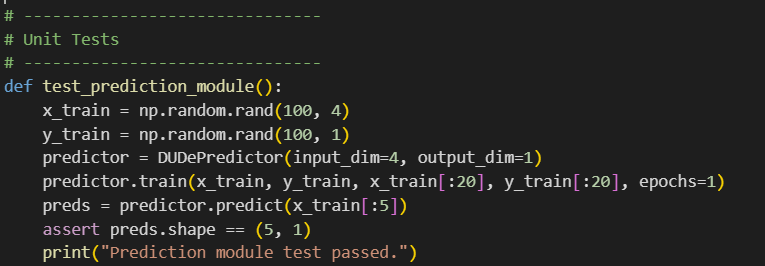 # -------------------------------
# Unit Tests
# -------------------------------
def test_prediction_module():
    x_train = np.random.rand(100, 4)
    y_train = np.random.rand(100, 1)
    predictor = DUDePredictor(input_dim=4, output_dim=1)
    predictor.train(x_train, y_train, x_train[:20], y_train[:20], epochs=1)
    preds = predictor.predict(x_train[:5])
    assert preds.shape == (5, 1)
    print("Prediction module test passed.")